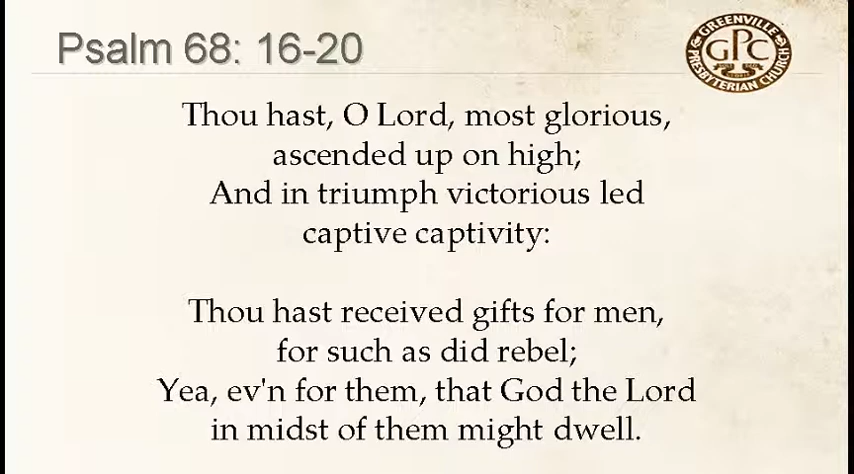 Psalm 68: 16-20
GREENVILLE
GPC
PRESBYTERIAN CHURCH
Thou hast, O Lord, most glorious,
ascended up on high;
And in triumph victorious led
captive captivity:
Thou hast received gifts for men,
for such as did rebel;
Yea, ev'n for them, that God the Lord
in midst of them might dwell.